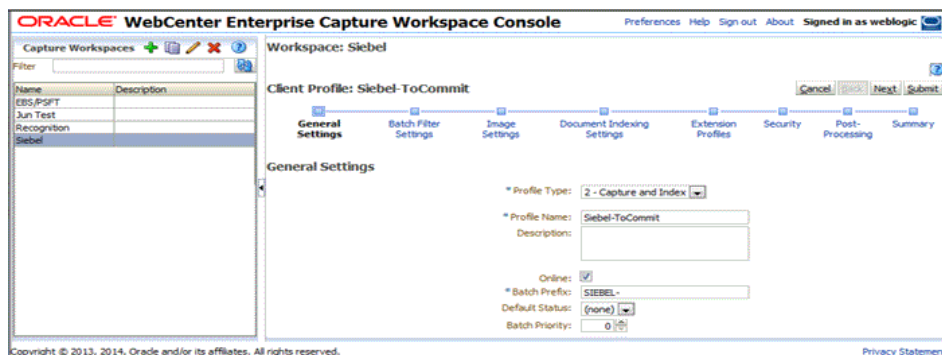 ORACLE® WebCenter Enterprise Capture Workspace Console
Preferences Help Sign out About Signed in as weblogic
Capture Workspaces
Filter
Name Description
EBS/PSFT
Jun Test
Recognition
Siebel
Workspace: Siebel
Client Profile: Siebel-ToCommit
Cancel Back Next Submit
General Settings
Batch Filter Settings
Image Settings
Document Indexing Settings
Extension Profiles
Security
Post-Processing
Summary
General Settings
* Profile Type: 2 - Capture and Index
* Profile Name: Siebel-ToCommit
Description:
Online:
* Batch Prefix: SIEBEL-
Default Status: (none)
Batch Priority: 0
Copyright © 2013, 2014, Oracle and/or its affiliates. All rights reserved.
Privacy Statement